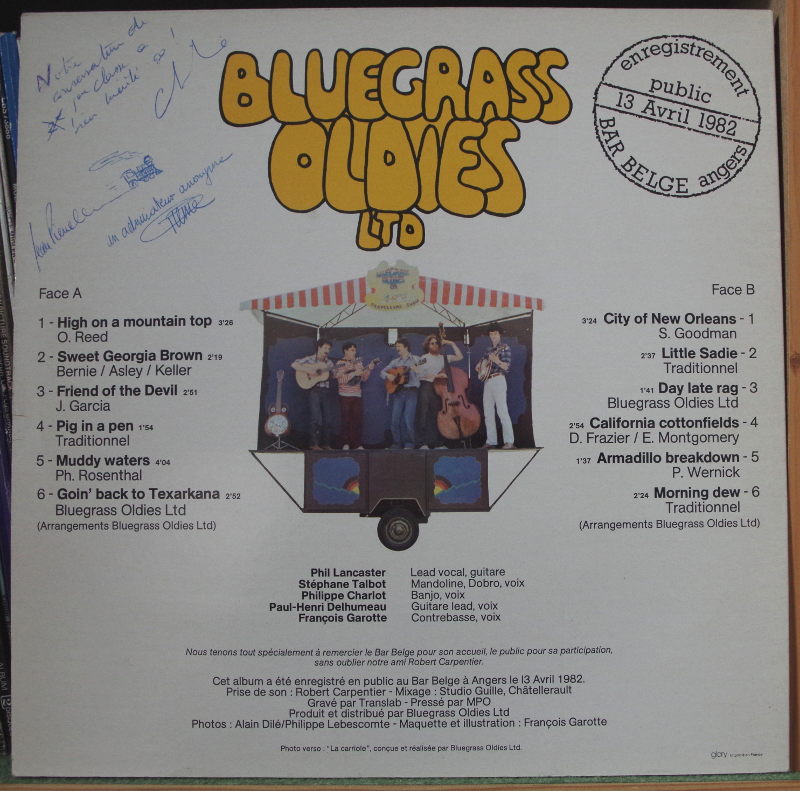 Notre
conservateur de
BLUEGRASS
OLDIES
LTD
enregistrement
public
13 Avril 1982
BAR BELGE angers
un admirateur anonyme
Face A
1 - High on a mountain top 3'26
O. Reed
2 - Sweet Georgia Brown 2'19
Bernie / Asley / Keller
3 - Friend of the Devil 2'51
J. Garcia
4 - Pig in a pen 1'54
Traditionnel
5 - Muddy waters 4'04
Ph. Rosenthal
6 - Goin' back to Texarkana 2'52
Bluegrass Oldies Ltd
(Arrangements Bluegrass Oldies Ltd)
Face B
3'24 City of New Orleans - 1
S. Goodman
2'37 Little Sadie - 2
Traditionnel
1'41 Day late rag - 3
Bluegrass Oldies Ltd
2'54 California cottonfields - 4
D. Frazier / E. Montgomery
1'37 Armadillo breakdown - 5
P. Wernick
2'24 Morning dew - 6
Traditionnel
(Arrangements Bluegrass Oldies Ltd)
Phil Lancaster Lead vocal, guitare
Stéphane Talbot Mandoline, Dobro, voix
Philippe Charlot Banjo, voix
Paul-Henri Delhumeau Guitare lead, voix
François Garotte Contrebasse, voix
Nous tenons tout spécialement à remercier le Bar Belge pour son accueil, le public pour sa participation,
sans oublier notre ami Robert Carpentier.
Cet album a été enregistré en public au Bar Belge à Angers le 13 Avril 1982.
Prise de son : Robert Carpentier - Mixage : Studio Guille, Châtellerault
Gravé par Translab - Pressé par MPO
Produit et distribué par Bluegrass Oldies Ltd
Photos : Alain Dilé/Philippe Lebescomte - Maquette et illustration : François Garotte
Photo verso : "La carriole", conçue et réalisée par Bluegrass Oldies Ltd.
glory